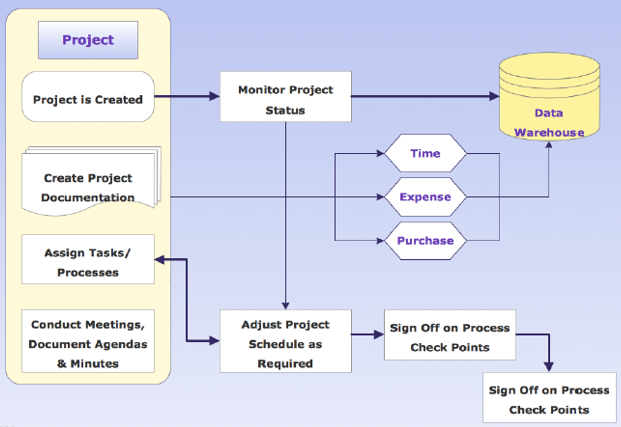 Project
Project is Created
Monitor Project
Status
Data
Warehouse
Time
Create Project
Documentation
Expense
Purchase
Assign Tasks/
Processes
Conduct Meetings,
Document Agendas
& Minutes
Adjust Project
Schedule as
Required
Sign Off on Process
Check Points
Sign Off on Process
Check Points